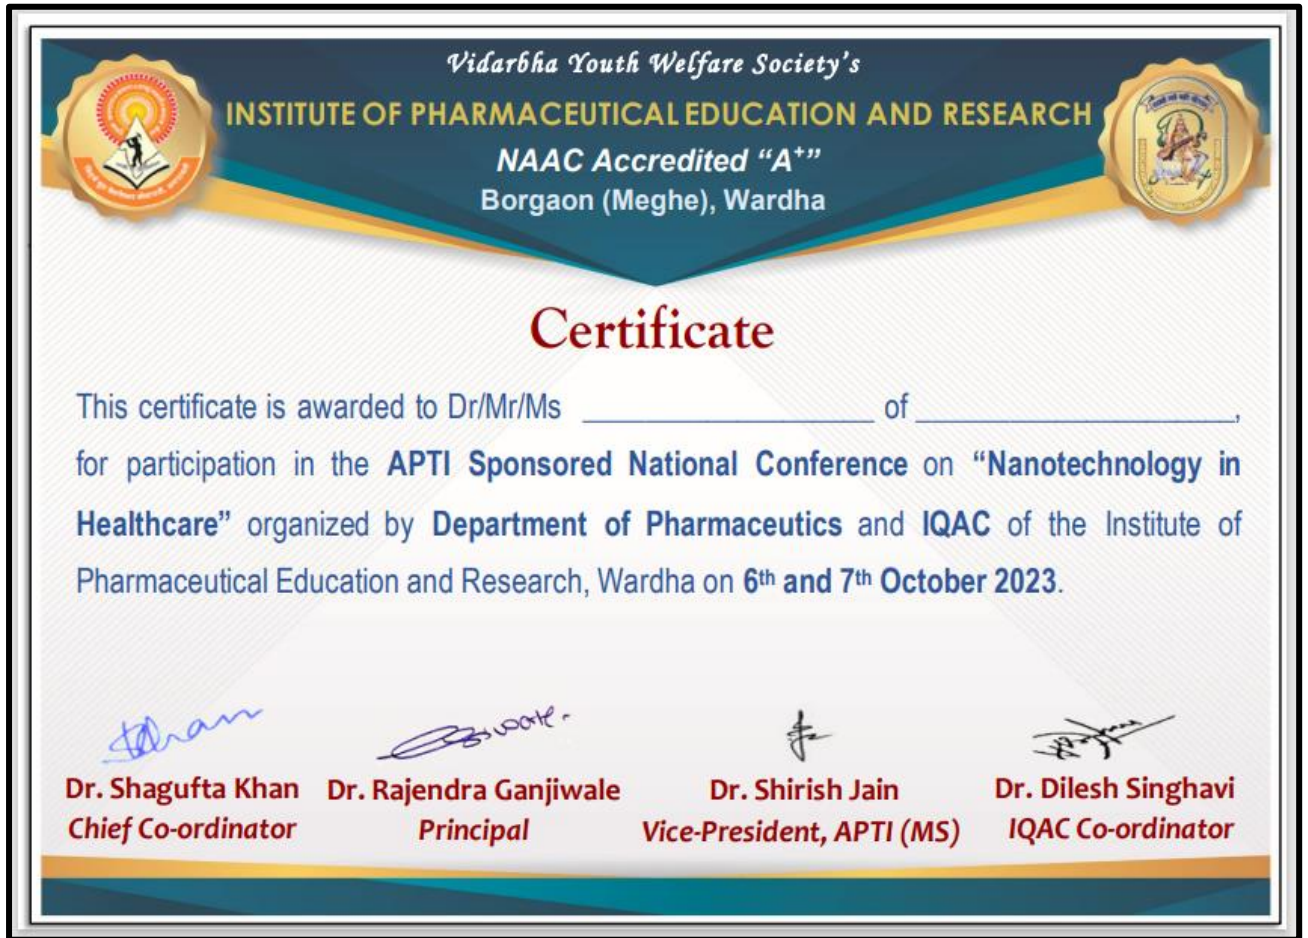 Vidarbha Youth Welfare Society's
INSTITUTE OF PHARMACEUTICAL EDUCATION AND RESEARCH
NAAC Accredited “A+”
Borgaon (Meghe), Wardha
Certificate
This certificate is awarded to Dr/Mr/Ms ____________________ of ____________________,
for participation in the APTI Sponsored National Conference on “Nanotechnology in
Healthcare” organized by Department of Pharmaceutics and IQAC of the Institute of
Pharmaceutical Education and Research, Wardha on 6th and 7th October 2023.
Dr. Shagufta Khan Dr. Rajendra Ganjiwale Dr. Shirish Jain Dr. Dilesh Singhavi
Chief Co-ordinator Principal Vice-President, APTI (MS) IQAC Co-ordinator